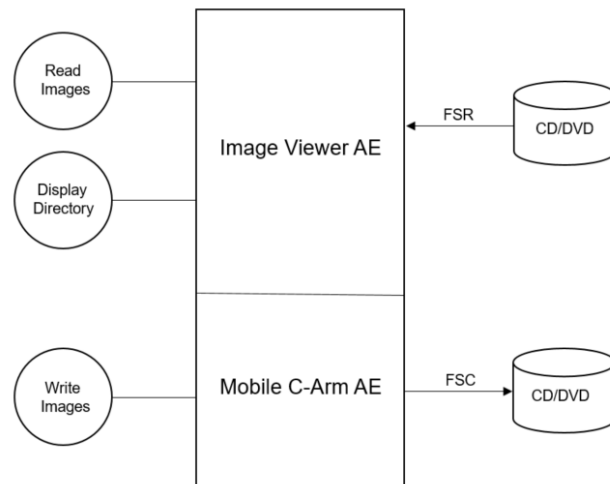 Read
Images
Image Viewer AE
FSR
CD/DVD
Display
Directory
Write
Images
Mobile C-Arm AE
FSC
CD/DVD